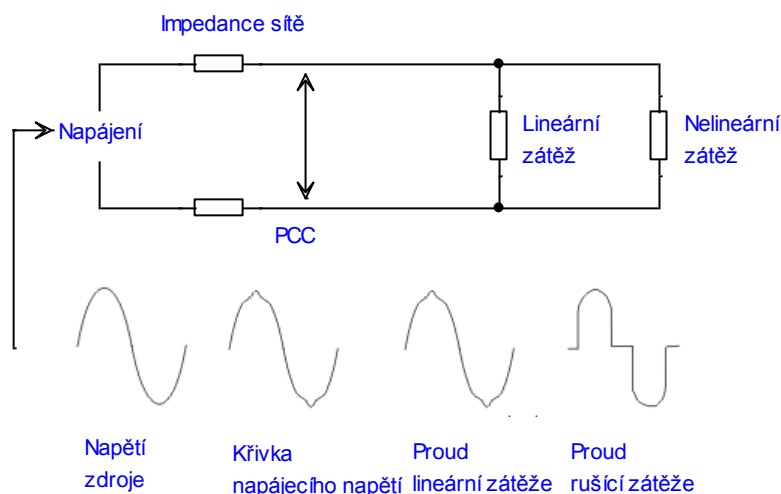 Impedance sítě
Napájení
Lineární
zátěž
Nelineární
zátěž
PCC
Napětí
zdroje
Křivka
napájecího napětí
Proud
lineární zátěže
Proud
rušící zátěže